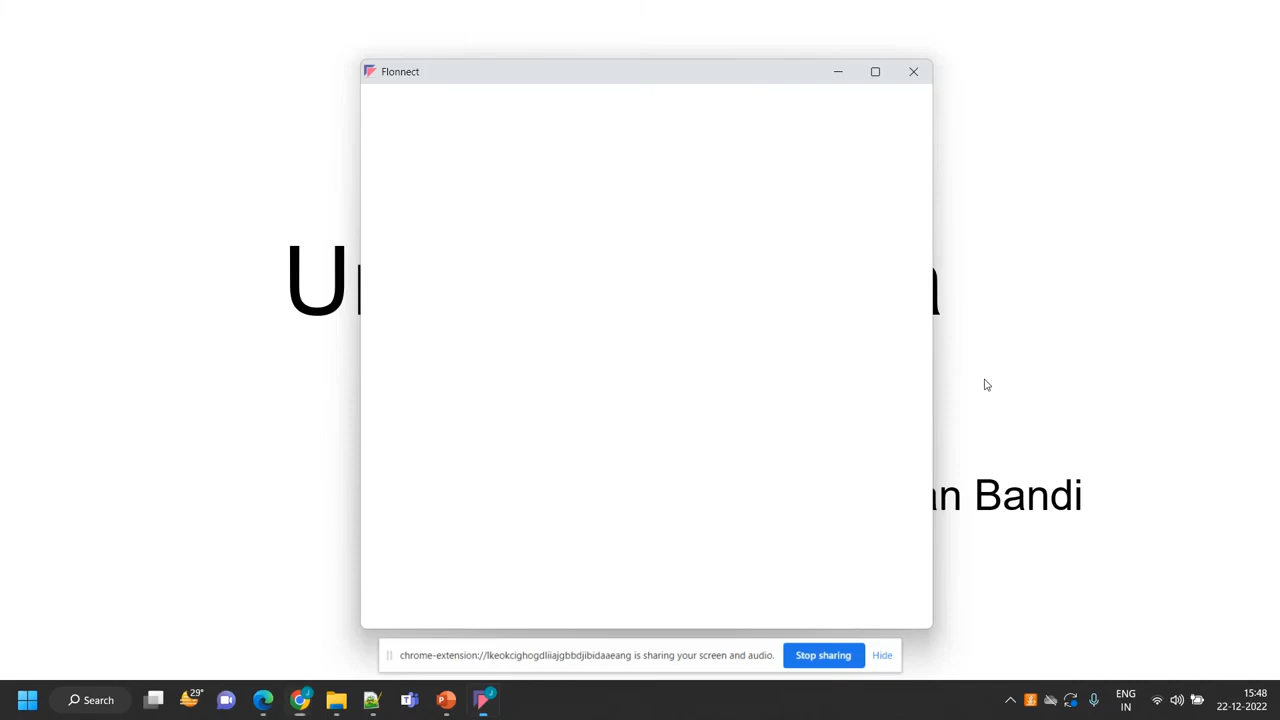 Flonnect
an Bandi
chrome-extension://lkeokcighogdliiajgbbdjibidaaeang is sharing your screen and audio.
Stop sharing
Hide
29°
Search
ENG
IN
15:48
22-12-2022